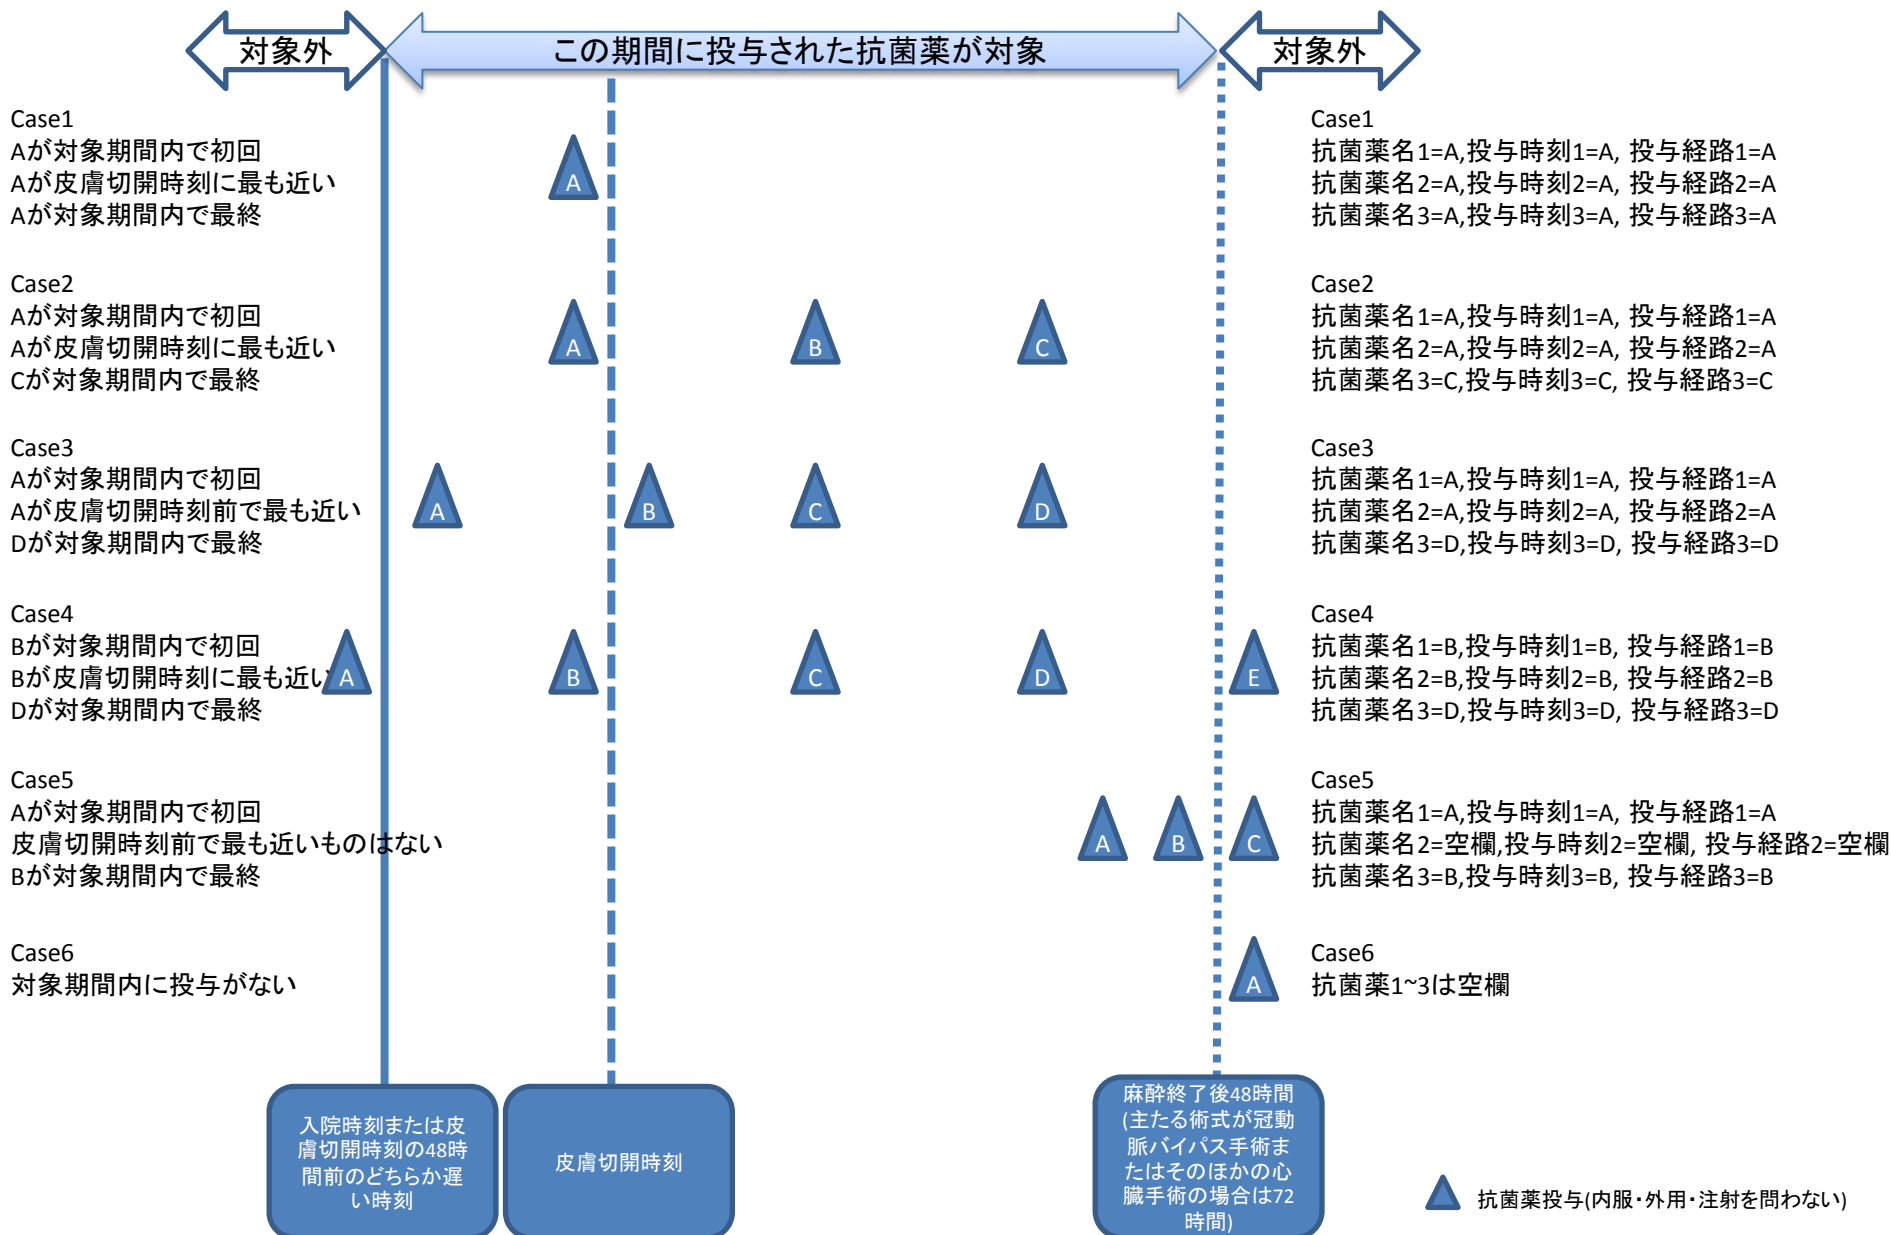 対象外
この期間に投与された抗菌薬が対象
対象外
Case1
Aが対象期間内で初回
Aが皮膚切開時刻に最も近い
Aが対象期間内で最終
A
Case1
抗菌薬名1=A,投与時刻1=A, 投与経路1=A
抗菌薬名2=A,投与時刻2=A, 投与経路2=A
抗菌薬名3=A,投与時刻3=A, 投与経路3=A
Case2
Aが対象期間内で初回
Aが皮膚切開時刻に最も近い
Cが対象期間内で最終
A
B
C
Case2
抗菌薬名1=A,投与時刻1=A, 投与経路1=A
抗菌薬名2=A,投与時刻2=A, 投与経路2=A
抗菌薬名3=C,投与時刻3=C, 投与経路3=C
Case3
Aが対象期間内で初回
Aが皮膚切開時刻前で最も近い
Dが対象期間内で最終
A
B
C
D
Case3
抗菌薬名1=A,投与時刻1=A, 投与経路1=A
抗菌薬名2=A,投与時刻2=A, 投与経路2=A
抗菌薬名3=D,投与時刻3=D, 投与経路3=D
Case4
Bが対象期間内で初回
Bが皮膚切開時刻に最も近い
Dが対象期間内で最終
A
B
C
D
E
Case4
抗菌薬名1=B,投与時刻1=B, 投与経路1=B
抗菌薬名2=B,投与時刻2=B, 投与経路2=B
抗菌薬名3=D,投与時刻3=D, 投与経路3=D
Case5
Aが対象期間内で初回
皮膚切開時刻前で最も近いものはない
Bが対象期間内で最終
A
B
C
Case5
抗菌薬名1=A,投与時刻1=A, 投与経路1=A
抗菌薬名2=空欄,投与時刻2=空欄, 投与経路2=空欄
抗菌薬名3=B,投与時刻3=B, 投与経路3=B
Case6
対象期間内に投与がない
A
Case6
抗菌薬1~3は空欄
入院時刻または皮
膚切開時刻の48時
間前のどちらか遅
い時刻
皮膚切開時刻
麻酔終了後48時間
(主たる術式が冠動
脈バイパス手術ま
たはそのほかの心
臓手術の場合は72
時間)
抗菌薬投与(内服・外用・注射を問わない)